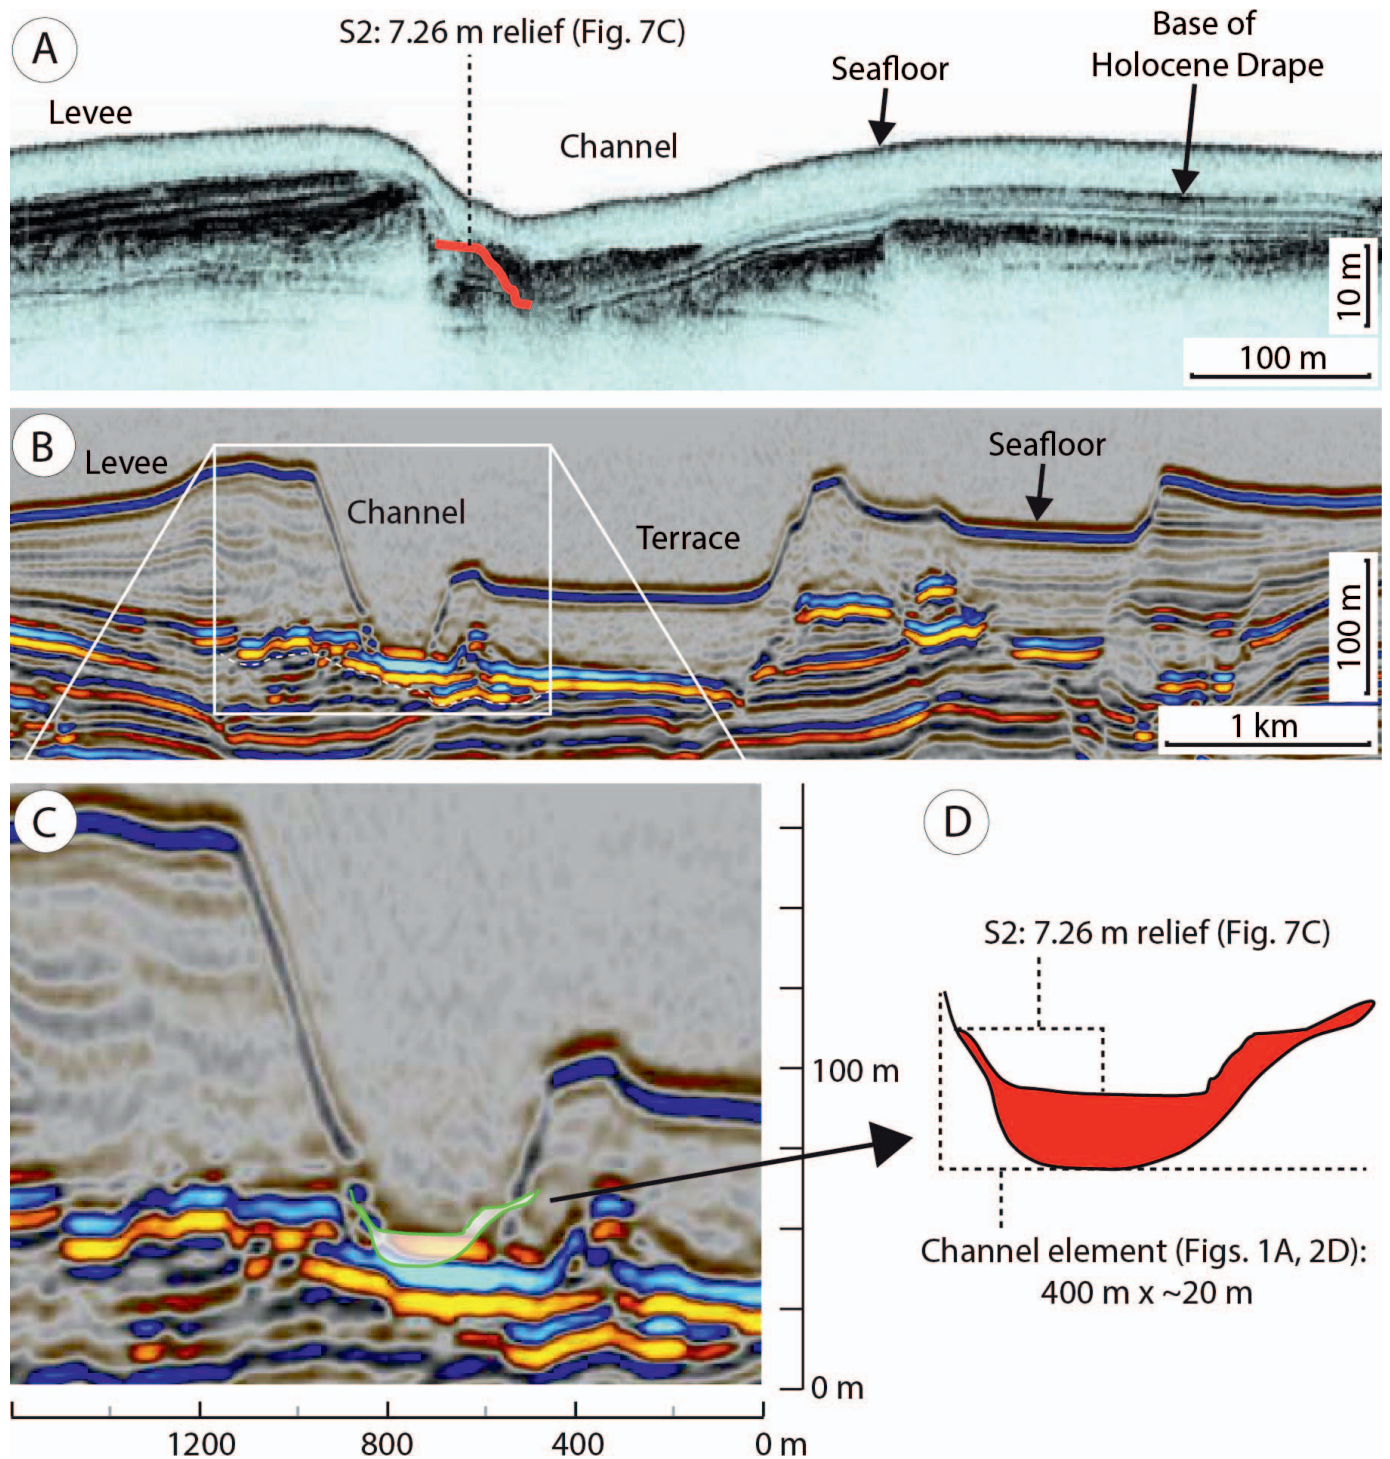 A
S2: 7.26 m relief (Fig. 7C)
Levee
Channel
Seafloor
Base of
Holocene Drape
10 m
100 m
B
Levee
Channel
Terrace
Seafloor
100 m
1 km
C
100 m
0 m
1200
800
400
0 m
D
S2: 7.26 m relief (Fig. 7C)
Channel element (Figs. 1A, 2D):
400 m x ~20 m